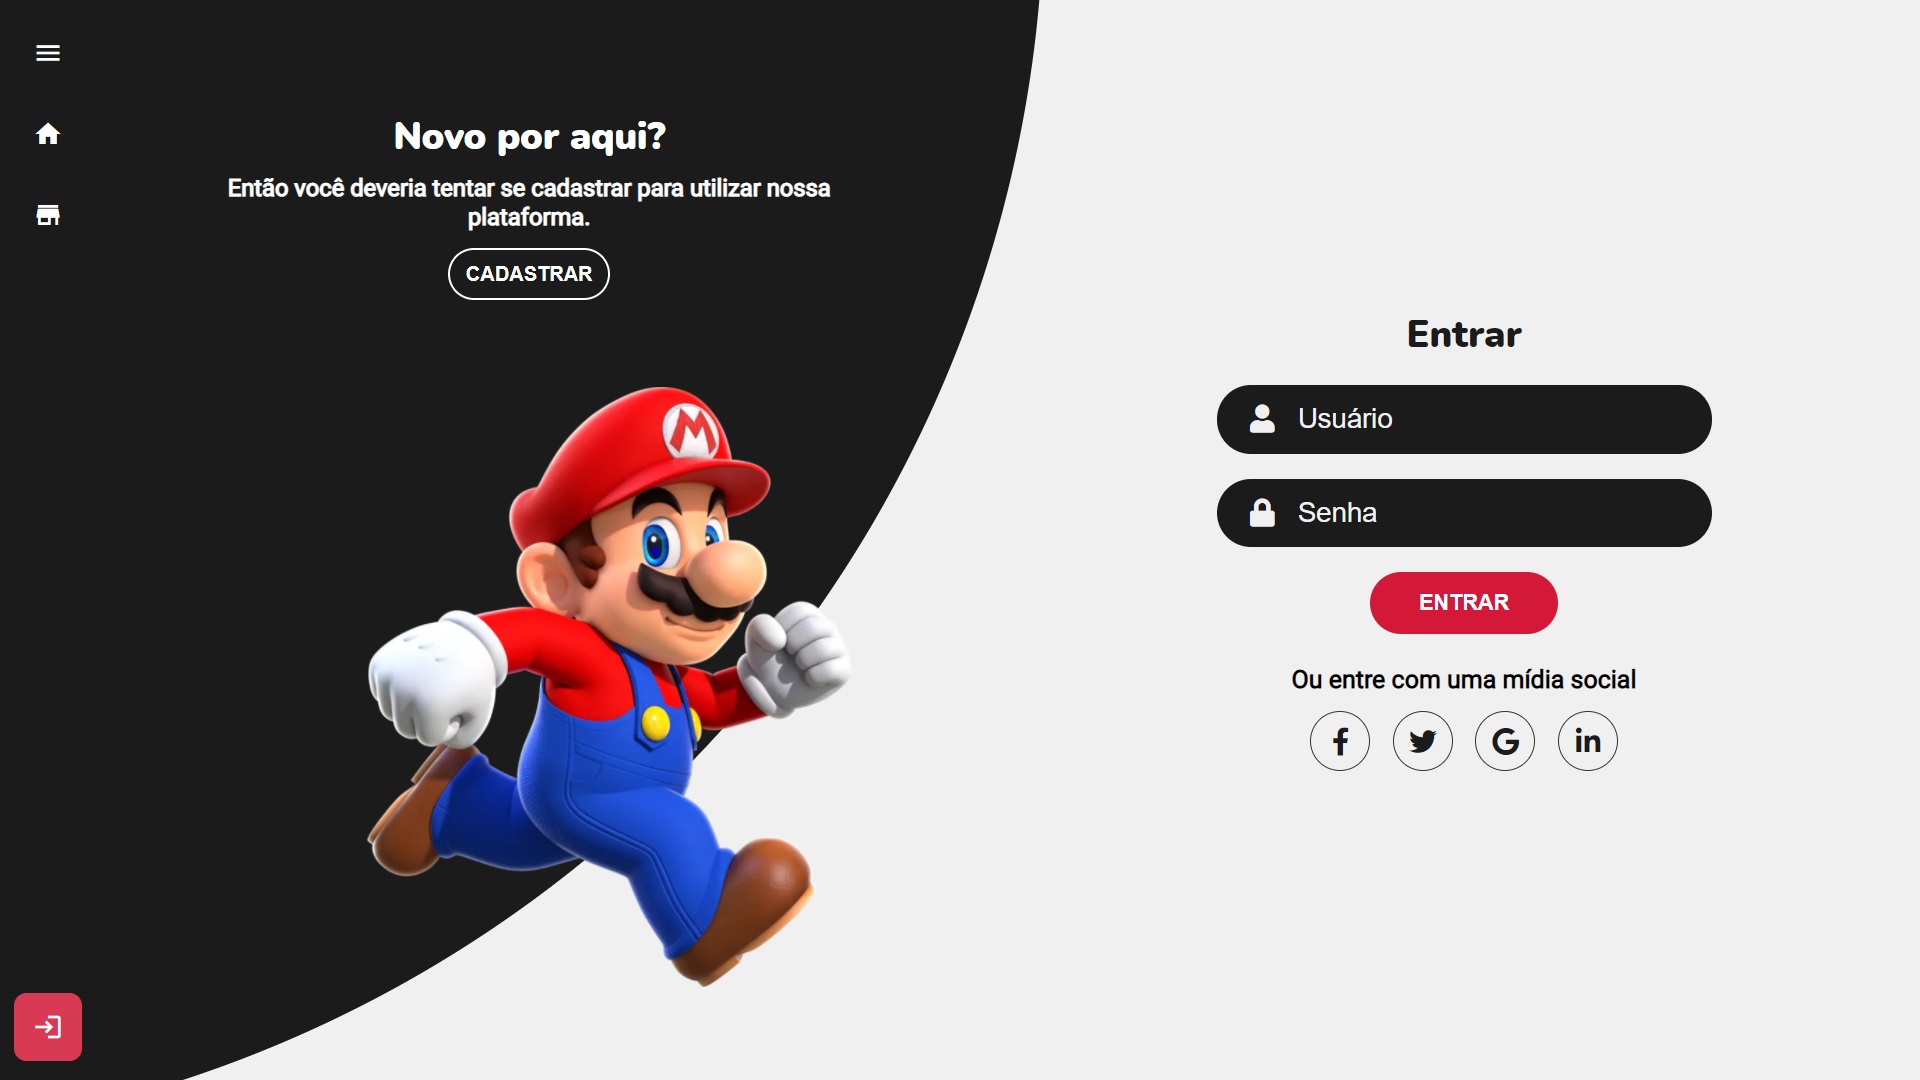 Novo por aqui?
Então você deveria tentar se cadastrar para utilizar nossa
plataforma.
CADASTRAR
M
Entrar
Usuário
Senha
ENTRAR
Ou entre com uma mídia social